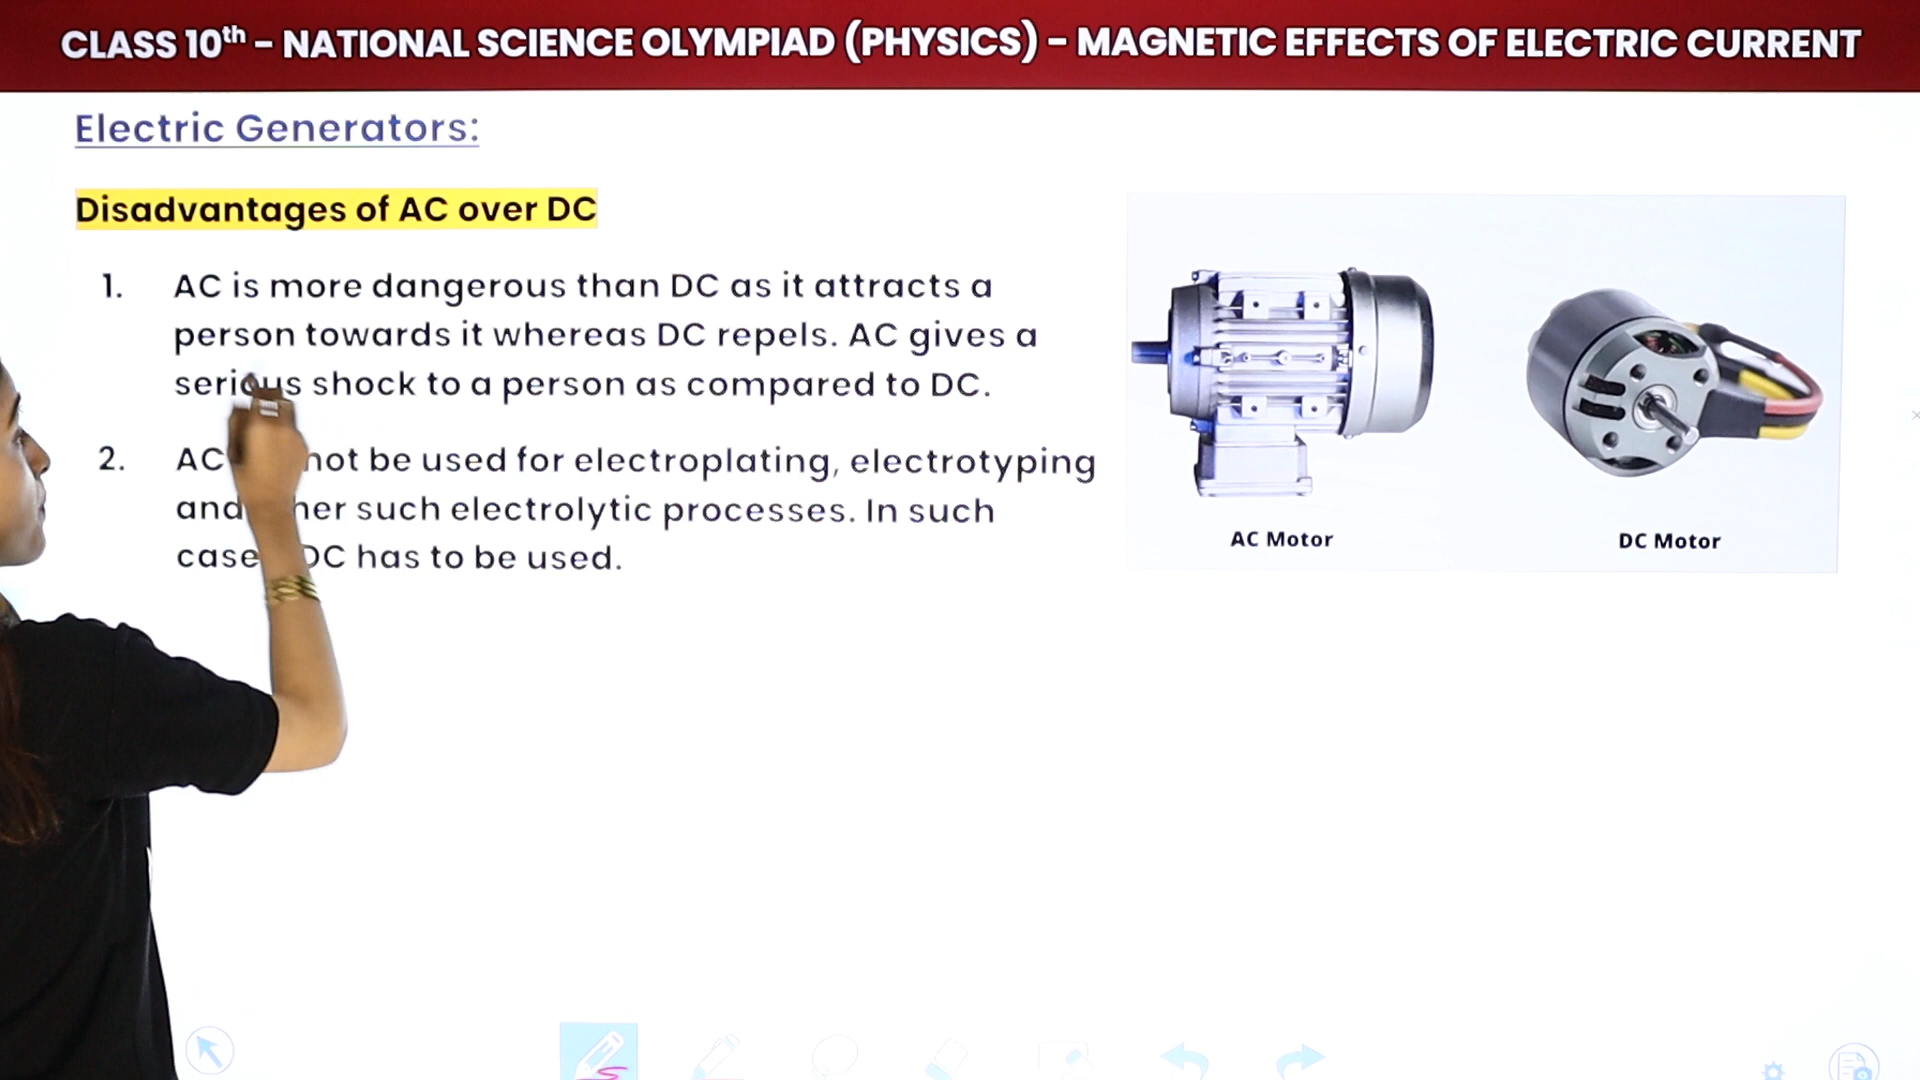 CLASS 10th – NATIONAL SCIENCE OLYMPIAD (PHYSICS) – MAGNETIC EFFECTS OF ELECTRIC CURRENT
Electric Generators:
Disadvantages of AC over DC
1. AC is more dangerous than DC as it attracts a
person towards it whereas DC repels. AC gives a
serious shock to a person as compared to DC.
2. AC be used for electroplating, electrotyping
and such electrolytic processes. In such
DC has to be used.
AC Motor
DC Motor